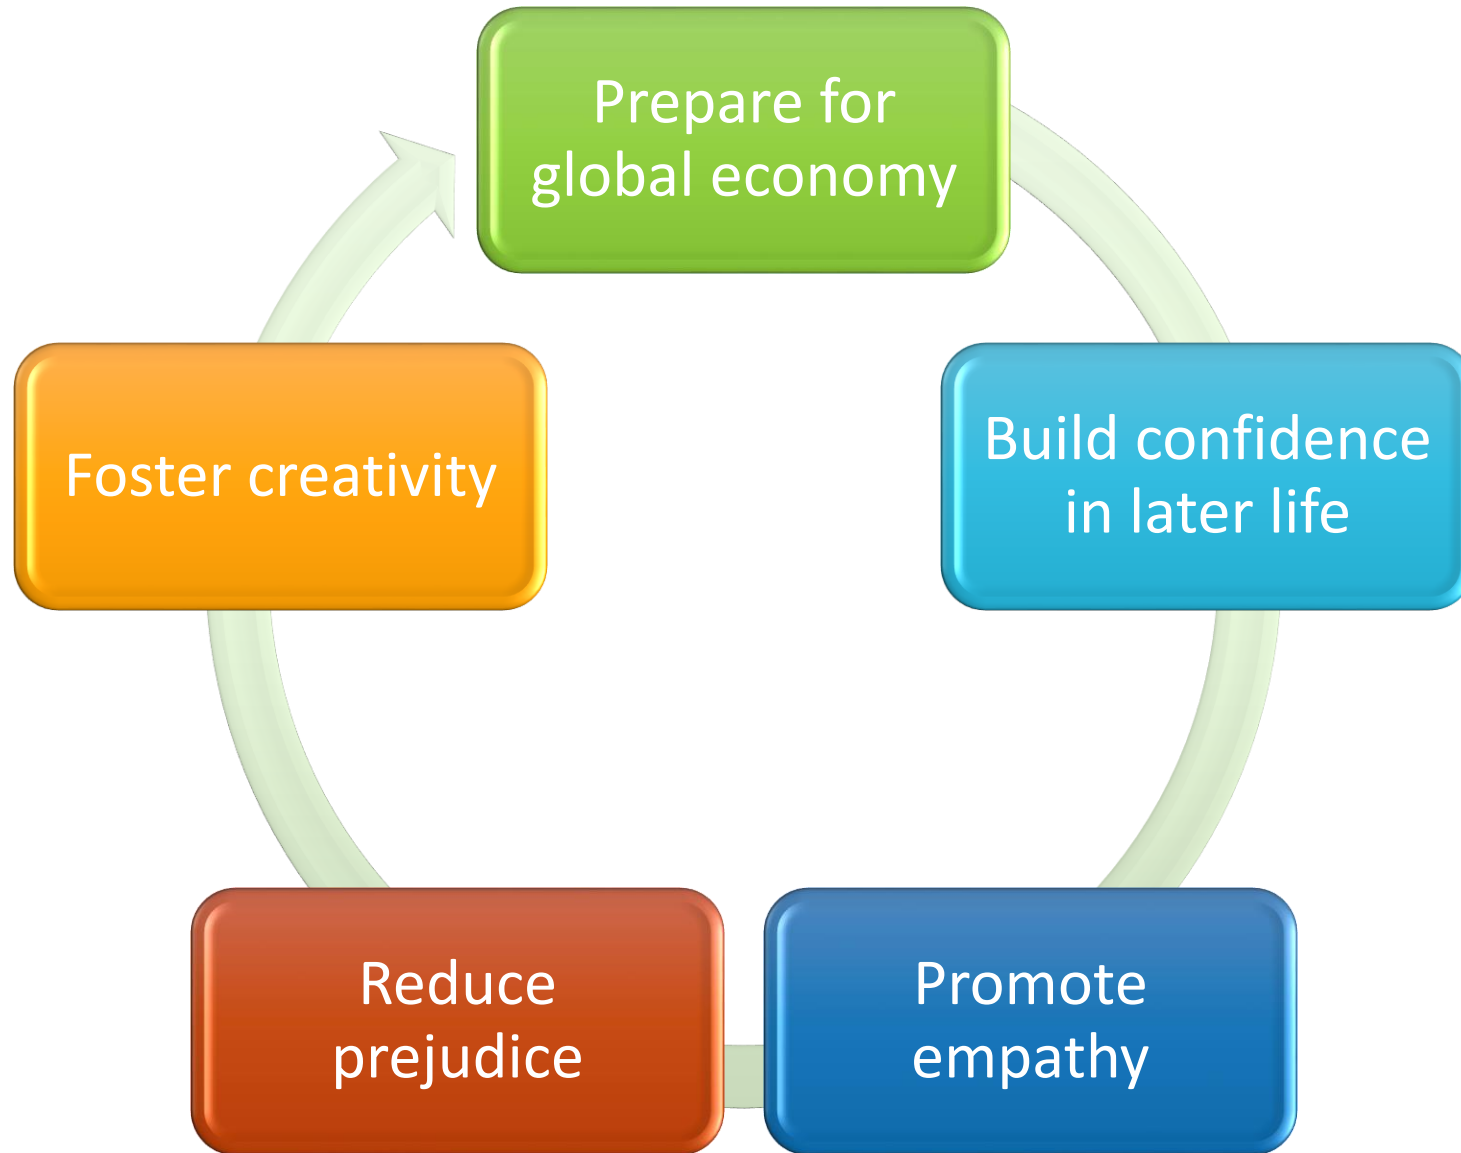 Prepare for
global economy
Build confidence
in later life
Promote
empathy
Reduce
prejudice
Foster creativity